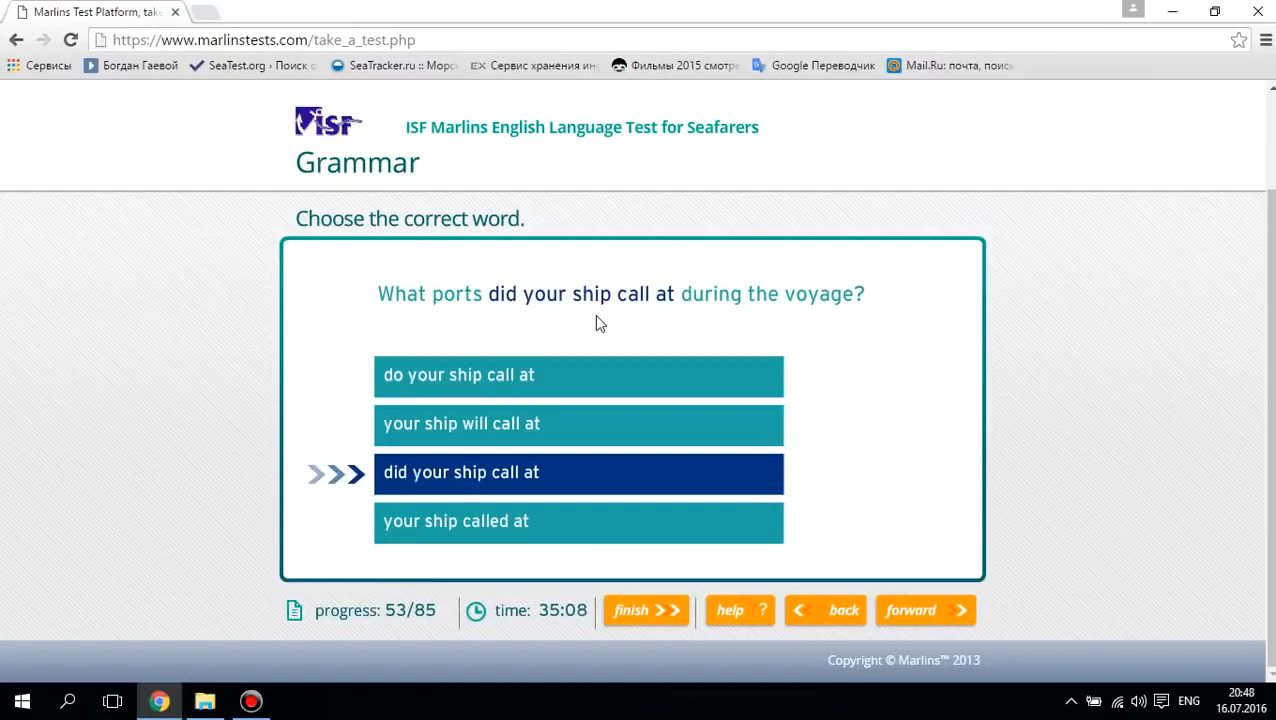 Marlins Test Platform, take
https://www.marlinstests.com/take_a_test.php
Сервисы Богдан Гаевой SeaTest.org › Поиск SeaTracker.ru :: Морс EX Сервис хранения Фильмы 2015 смотре Google Переводчик Mail.Ru: почта, поиск
ISF ISF Marlins English Language Test for Seafarers
Grammar
Choose the correct word.
What ports did your ship call at during the voyage?
do your ship call at
your ship will call at
did your ship call at
your ship called at
progress: 53/85 time: 35:08 finish help ? back forward
Copyright © Marlins™ 2013
ENG 20:48
16.07.2016